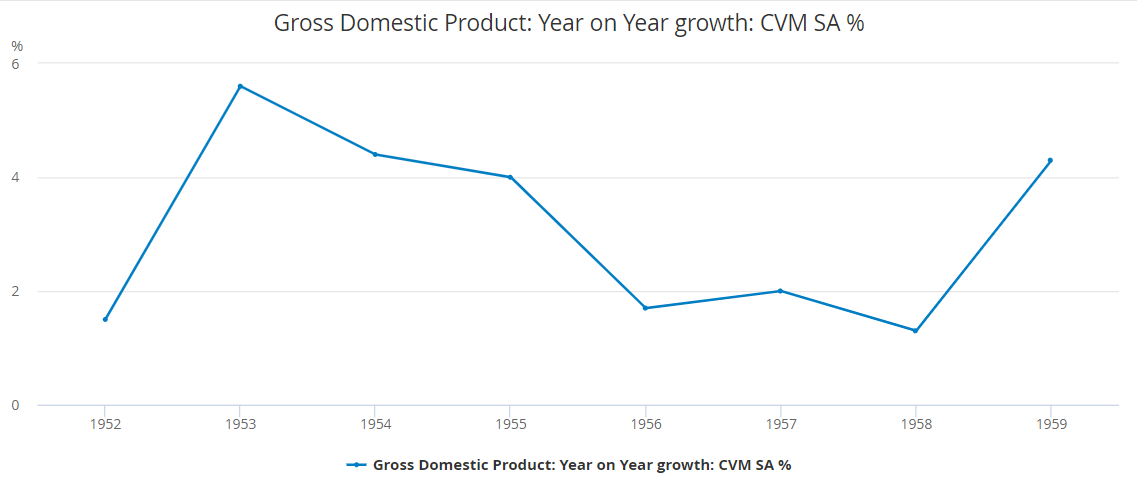 Gross Domestic Product: Year on Year growth: CVM SA %
%
6
4
2
0
1952 1953 1954 1955 1956 1957 1958 1959
Gross Domestic Product: Year on Year growth: CVM SA %